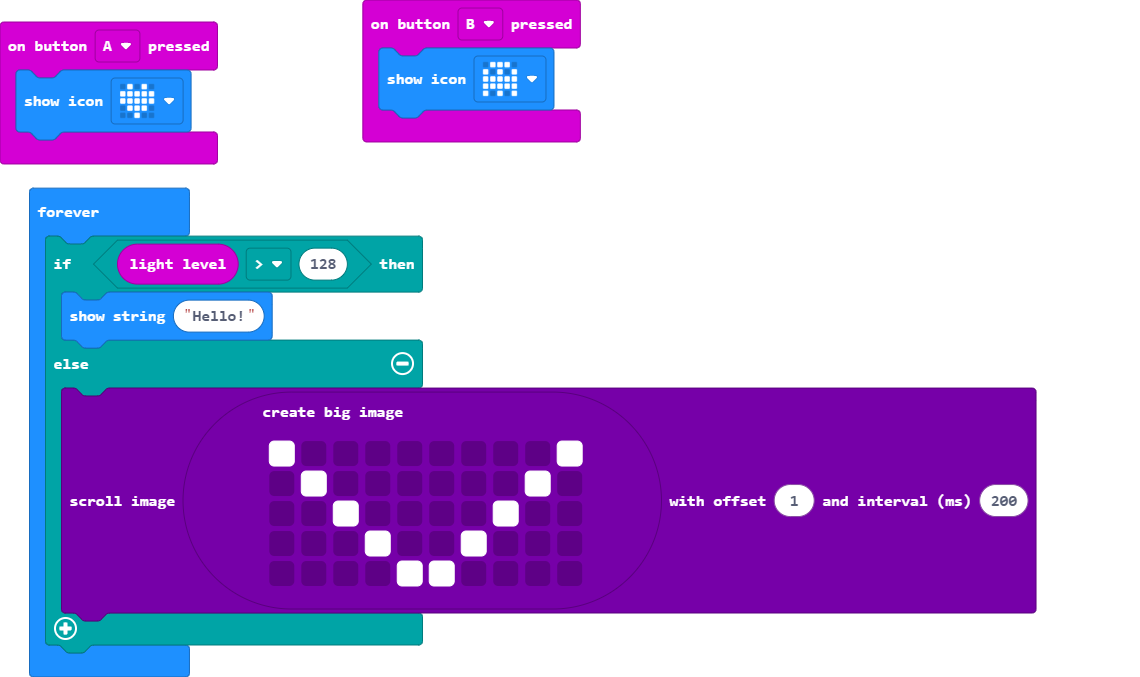 on button A pressed
show icon
on button B pressed
show icon
forever
if light level > 128 then
show string "Hello!"
else
create big image
scroll image with offset 1 and interval (ms) 200